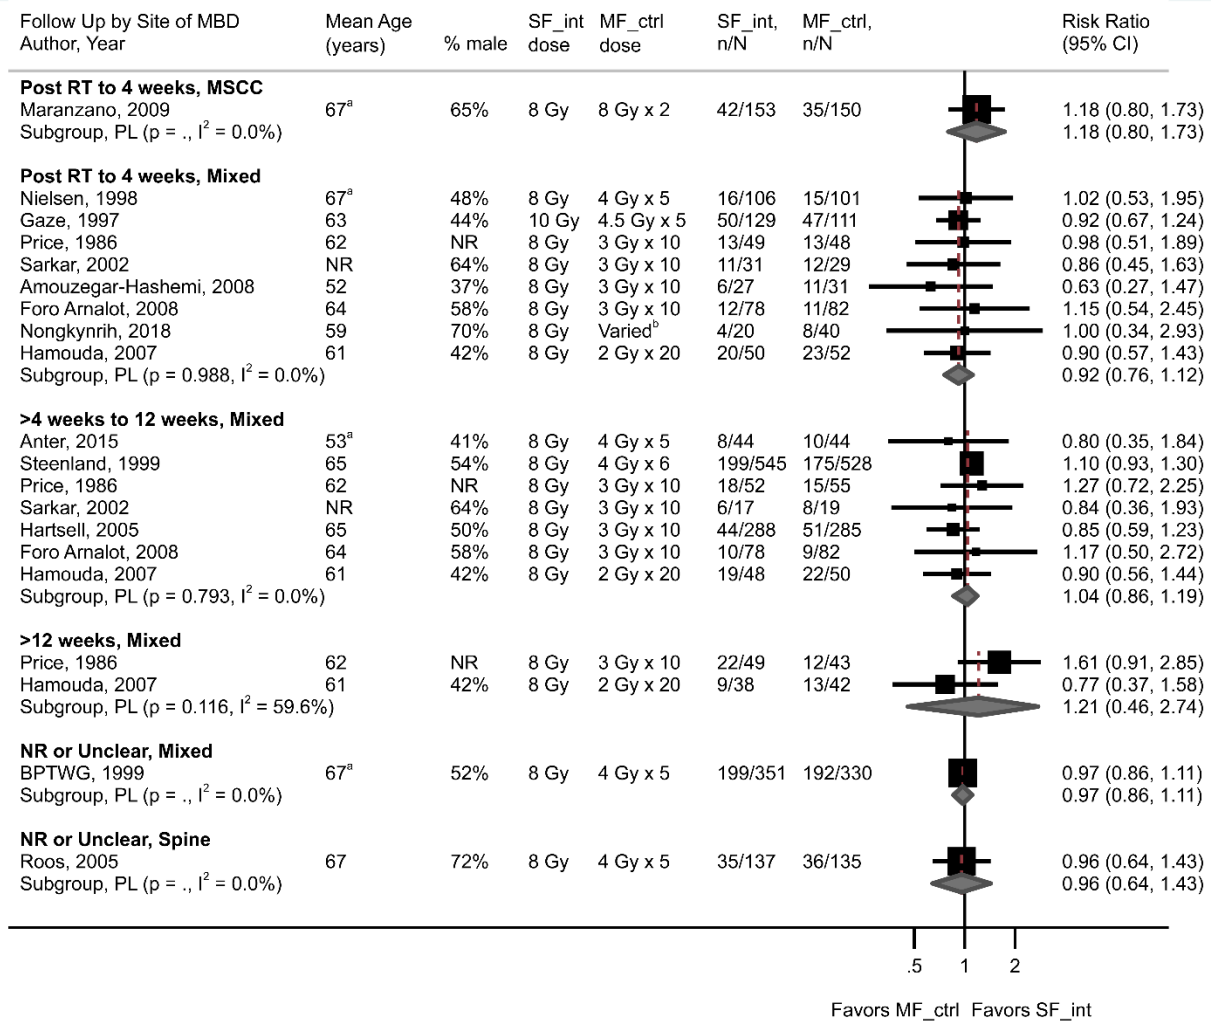 Follow Up by Site of MBD Mean Age SF_int MF_ctrl SF_int, MF_ctrl, Risk Ratio
Author, Year (years) % male dose dose n/N n/N (95% CI)
Post RT to 4 weeks, MSCC
Maranzano, 2009 67a 65% 8 Gy 8 Gy x 2 42/153 35/150 1.18 (0.80, 1.73)
Subgroup, PL (p = ., I2 = 0.0%) 1.18 (0.80, 1.73)
Post RT to 4 weeks, Mixed
Nielsen, 1998 67a 48% 8 Gy 4 Gy x 5 16/106 15/101 1.02 (0.53, 1.95)
Gaze, 1997 63 44% 10 Gy 4.5 Gy x 5 50/129 47/111 0.92 (0.67, 1.24)
Price, 1986 62 NR 8 Gy 3 Gy x 10 13/49 13/48 0.98 (0.51, 1.89)
Sarkar, 2002 NR 64% 8 Gy 3 Gy x 10 11/31 12/29 0.86 (0.45, 1.63)
Amouzegar-Hashemi, 2008 52 37% 8 Gy 3 Gy x 10 6/27 11/31 0.63 (0.27, 1.47)
Foro Arnalot, 2008 64 58% 8 Gy 3 Gy x 10 12/78 11/82 1.15 (0.54, 2.45)
Nongkynrih, 2018 59 70% 8 Gy Variedb 4/20 8/40 1.00 (0.34, 2.93)
Hamouda, 2007 61 42% 8 Gy 2 Gy x 20 20/50 23/52 0.90 (0.57, 1.43)
Subgroup, PL (p = 0.988, I2 = 0.0%) 0.92 (0.76, 1.12)
>4 weeks to 12 weeks, Mixed
Anter, 2015 53a 41% 8 Gy 4 Gy x 5 8/44 10/44 0.80 (0.35, 1.84)
Steenland, 1999 65 54% 8 Gy 4 Gy x 6 199/545 175/528 1.10 (0.93, 1.30)
Price, 1986 62 NR 8 Gy 3 Gy x 10 18/52 15/55 1.27 (0.72, 2.25)
Sarkar, 2002 NR 64% 8 Gy 3 Gy x 10 6/17 8/19 0.84 (0.36, 1.93)
Hartsell, 2005 65 50% 8 Gy 3 Gy x 10 44/288 51/285 0.85 (0.59, 1.23)
Foro Arnalot, 2008 64 58% 8 Gy 3 Gy x 10 10/78 9/82 1.17 (0.50, 2.72)
Hamouda, 2007 61 42% 8 Gy 2 Gy x 20 19/48 22/50 0.90 (0.56, 1.44)
Subgroup, PL (p = 0.793, I2 = 0.0%) 1.04 (0.86, 1.19)
>12 weeks, Mixed
Price, 1986 62 NR 8 Gy 3 Gy x 10 22/49 12/43 1.61 (0.91, 2.85)
Hamouda, 2007 61 42% 8 Gy 2 Gy x 20 9/38 13/42 0.77 (0.37, 1.58)
Subgroup, PL (p = 0.116, I2 = 59.6%) 1.21 (0.46, 2.74)
NR or Unclear, Mixed
BPTWG, 1999 67a 52% 8 Gy 4 Gy x 5 199/351 192/330 0.97 (0.86, 1.11)
Subgroup, PL (p = ., I2 = 0.0%) 0.97 (0.86, 1.11)
NR or Unclear, Spine
Roos, 2005 67 72% 8 Gy 4 Gy x 5 35/137 36/135 0.96 (0.64, 1.43)
Subgroup, PL (p = ., I2 = 0.0%) 0.96 (0.64, 1.43)
.5 1 2
Favors MF_ctrl Favors SF_int